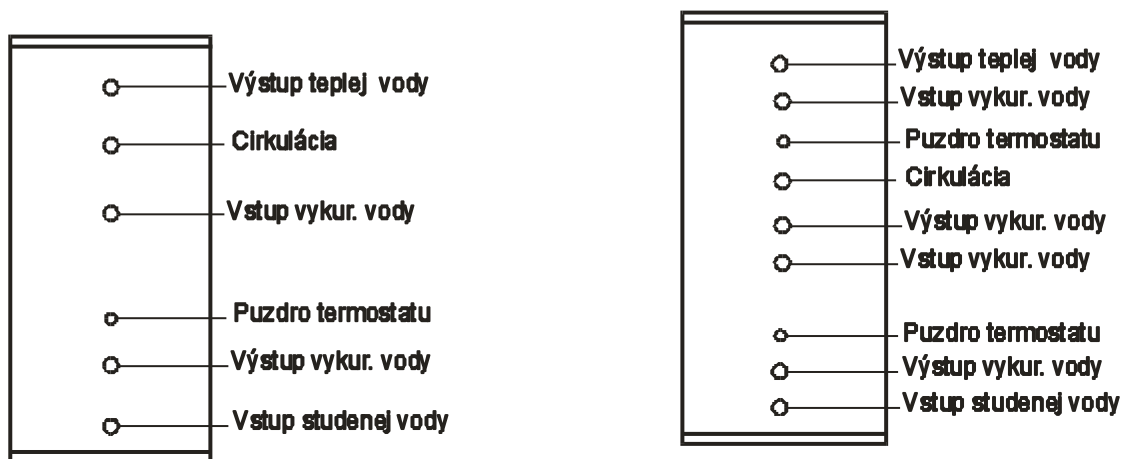 Výstup teplej vody
Cirkulácia
Vstup vykur. vody
Puzdro termostatu
Výstup vykur. vody
Vstup studenej vody
Výstup teplej vody
Vstup vykur. vody
Puzdro termostatu
Cirkulácia
Výstup vykur. vody
Vstup vykur. vody
Puzdro termostatu
Výstup vykur. vody
Vstup studenej vody